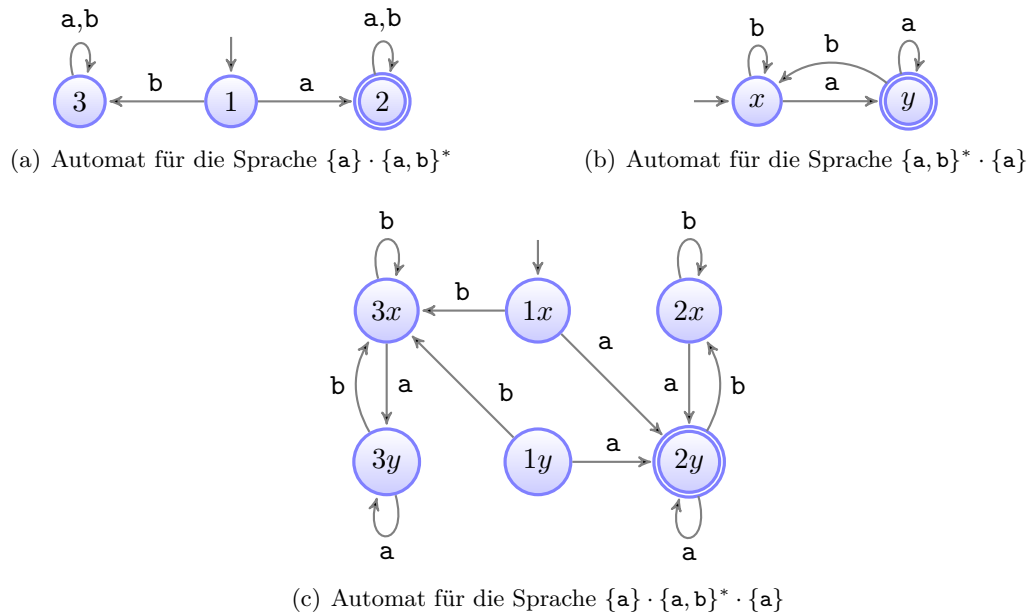 a,b
a,b
3
b
1
a
2
b
b
a
x
a
y
(a) Automat für die Sprache {a} · {a, b}*
(b) Automat für die Sprache {a, b}* · {a}
b
b
3x
b
1x
2x
a
b
a
b
a
b
3y
1y
a
2y
a
a
(c) Automat für die Sprache {a} · {a, b}* · {a}